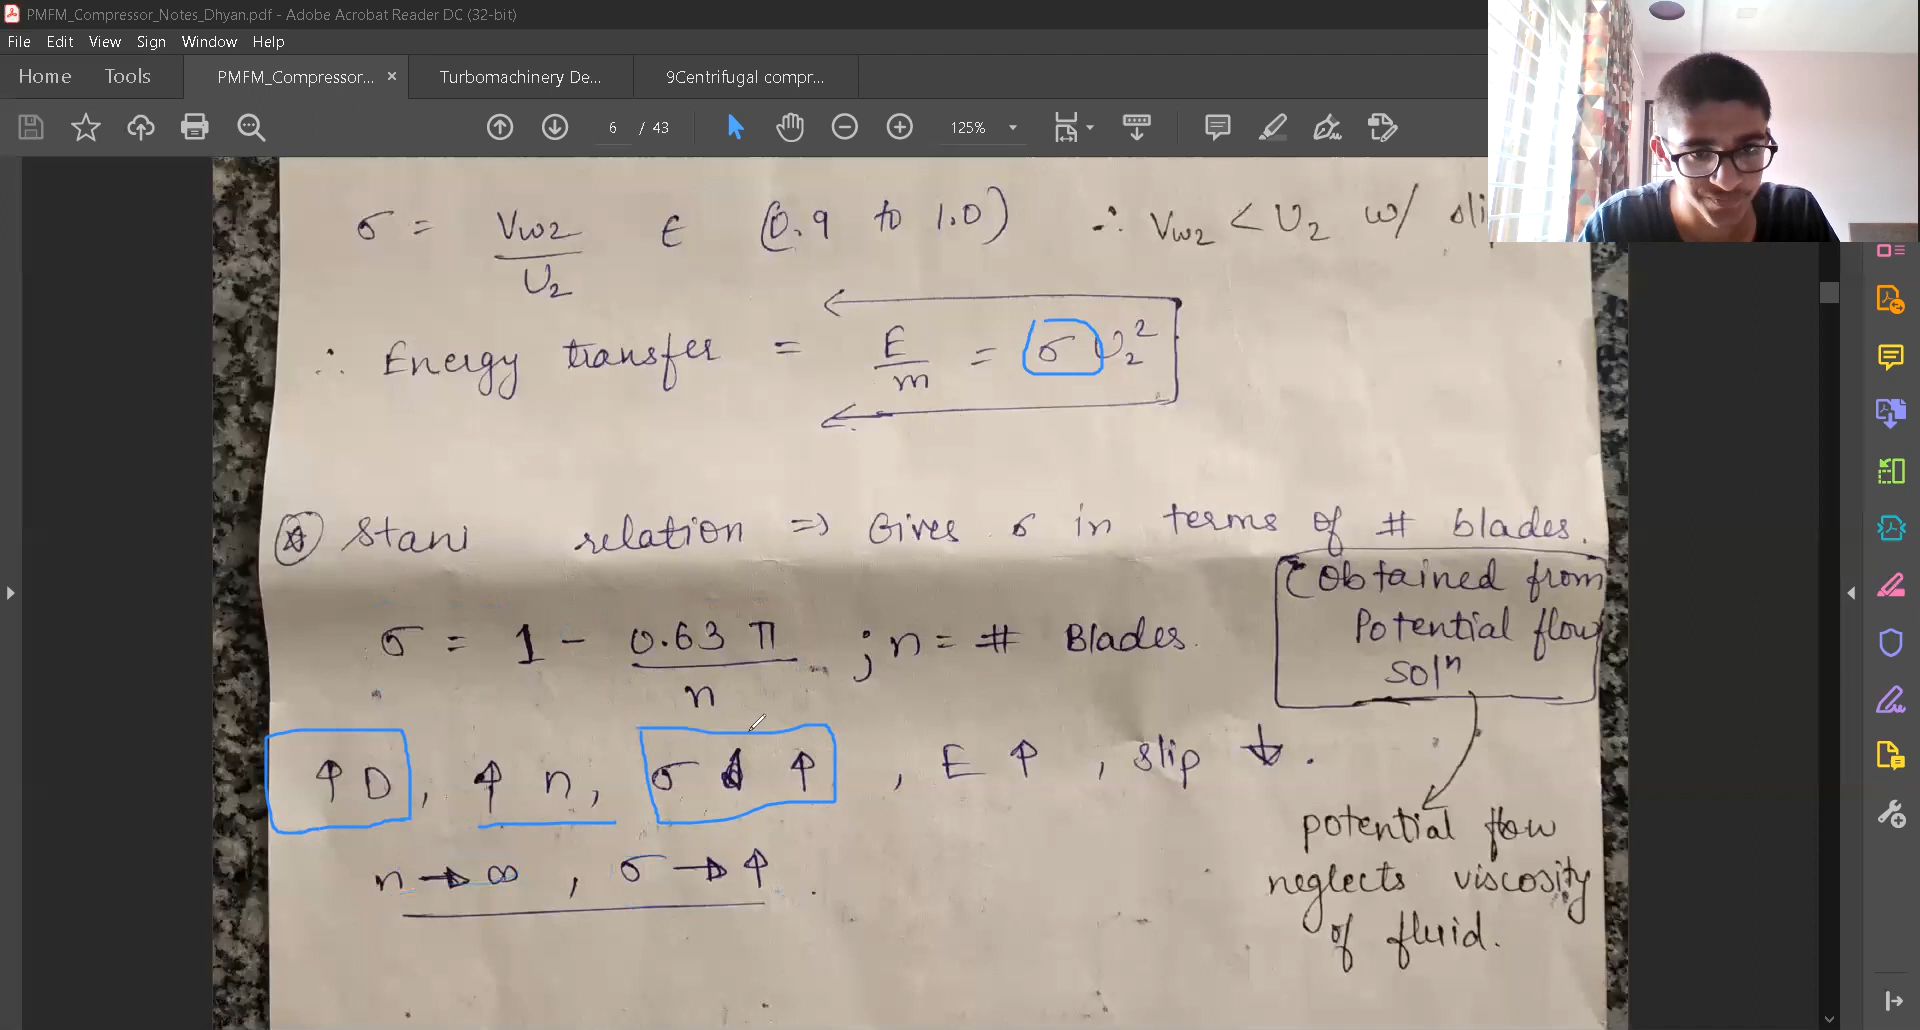 PMFM_Compressor_Notes_Dhyan.pdf - Adobe Acrobat Reader DC (32-bit)
File Edit View Sign Window Help
Home Tools PMFM_Compressor... × Turbomachinery De... 9Centrifugal compr...
6 / 43 125%
σ = Vw2 / U2 ∈ (0.9 to 1.0) ∴ Vw2 < U2 w/
∴ Energy transfer = E/m = σ U2²
Stani relation => Gives σ in terms of # blades.
(Obtained from
Potential flow
solⁿ
σ = 1 - 0.63 π / n ; n = # Blades.
↑ D, ↑ n, σ ↑, E ↑, slip ↓.
n → ∞, σ → ↑.
potential flow
neglects viscosity
of fluid.